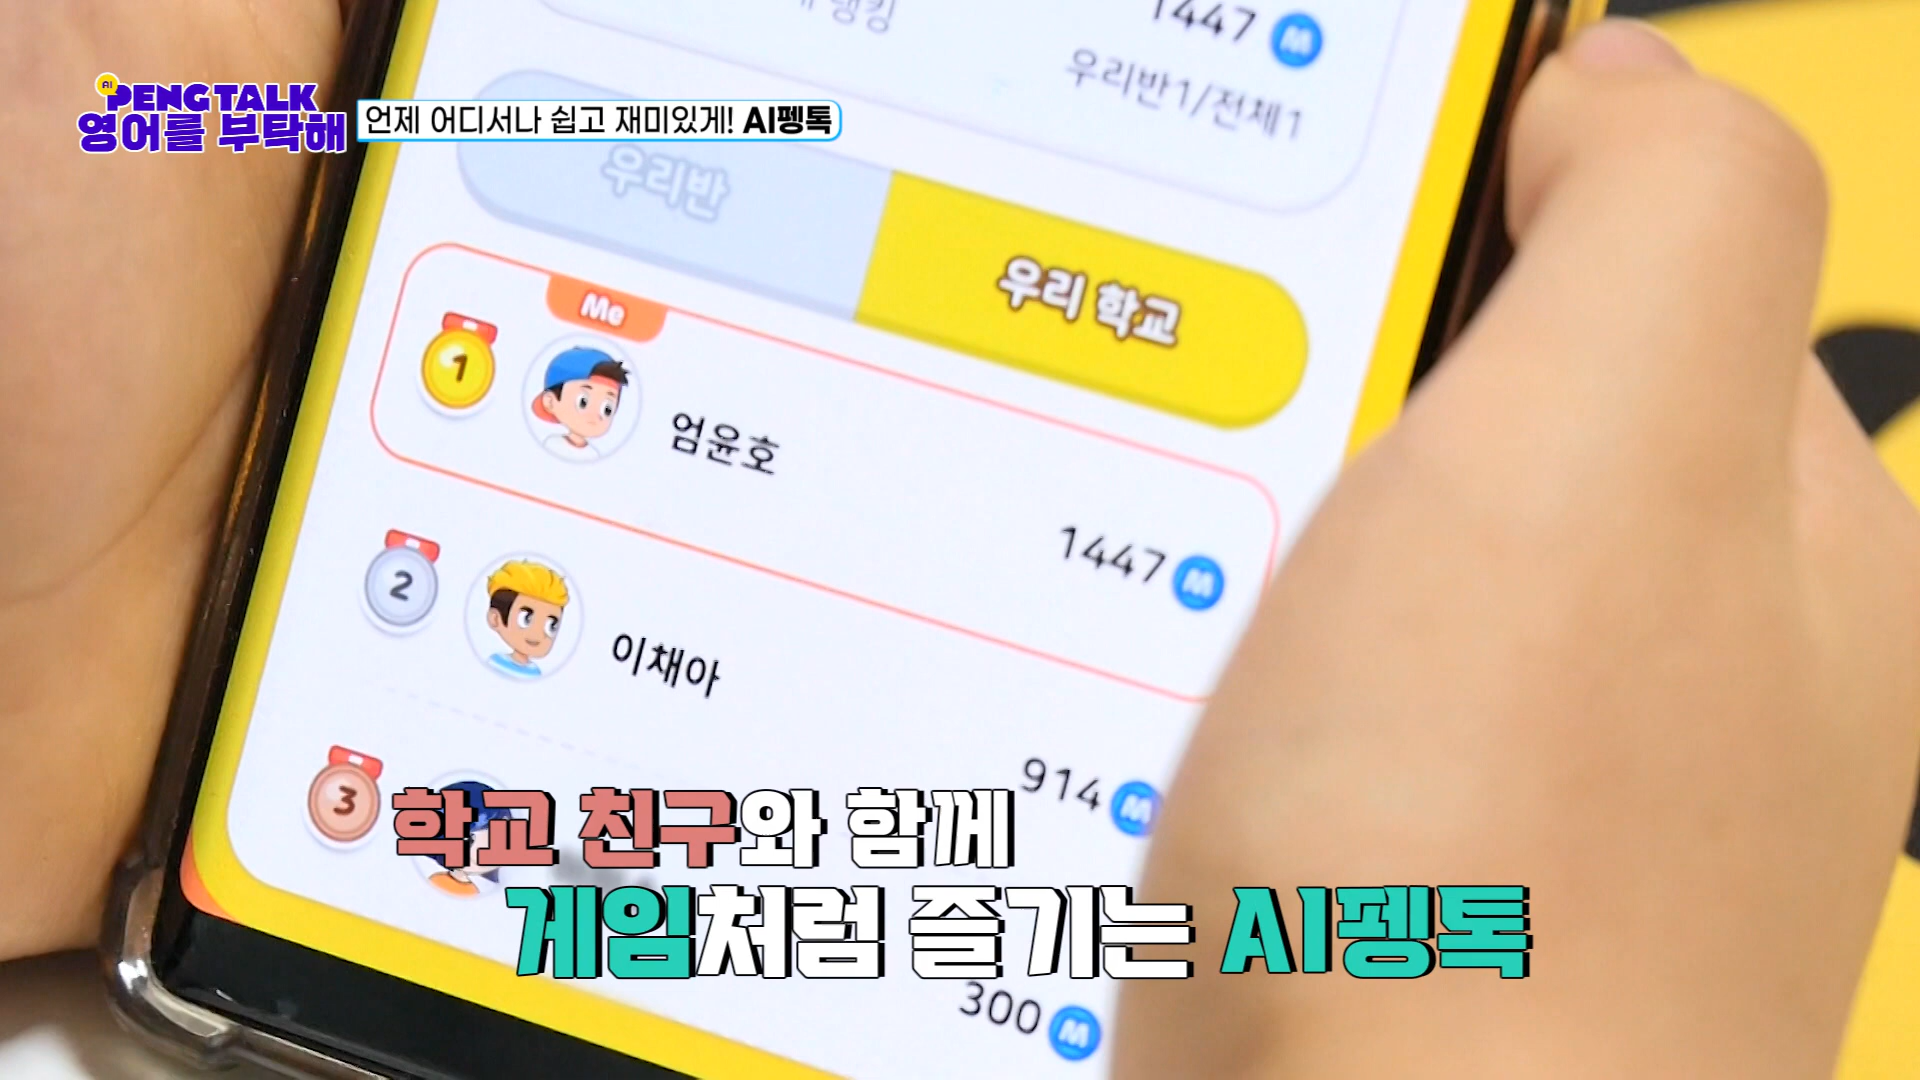 AI
PENGTALK
영어를 부탁해
언제 어디서나 쉽고 재미있게! AI펭톡
랭킹
1447 M
우리반1/전체1
우리반
우리 학교
Me
1
엄윤호
1447 M
2
이채아
914 M
3
학교 친구와 함께
게임처럼 즐기는 AI펭톡
300 M